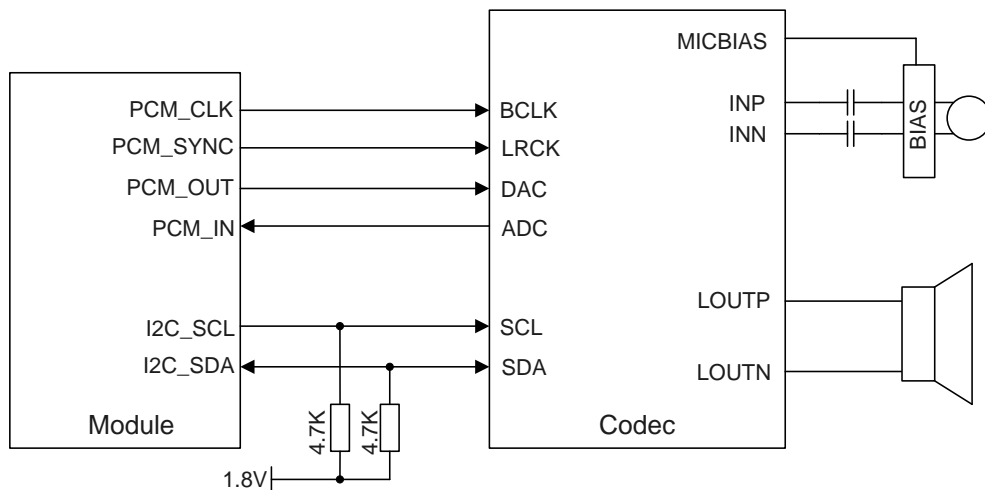 MICBIAS
PCM_CLK
BCLK
INP
BIAS
PCM_SYNC
LRCK
INN
PCM_OUT
DAC
PCM_IN
ADC
LOUTP
I2C_SCL
SCL
I2C_SDA
SDA
LOUTN
Module
4.7K
4.7K
Codec
1.8V